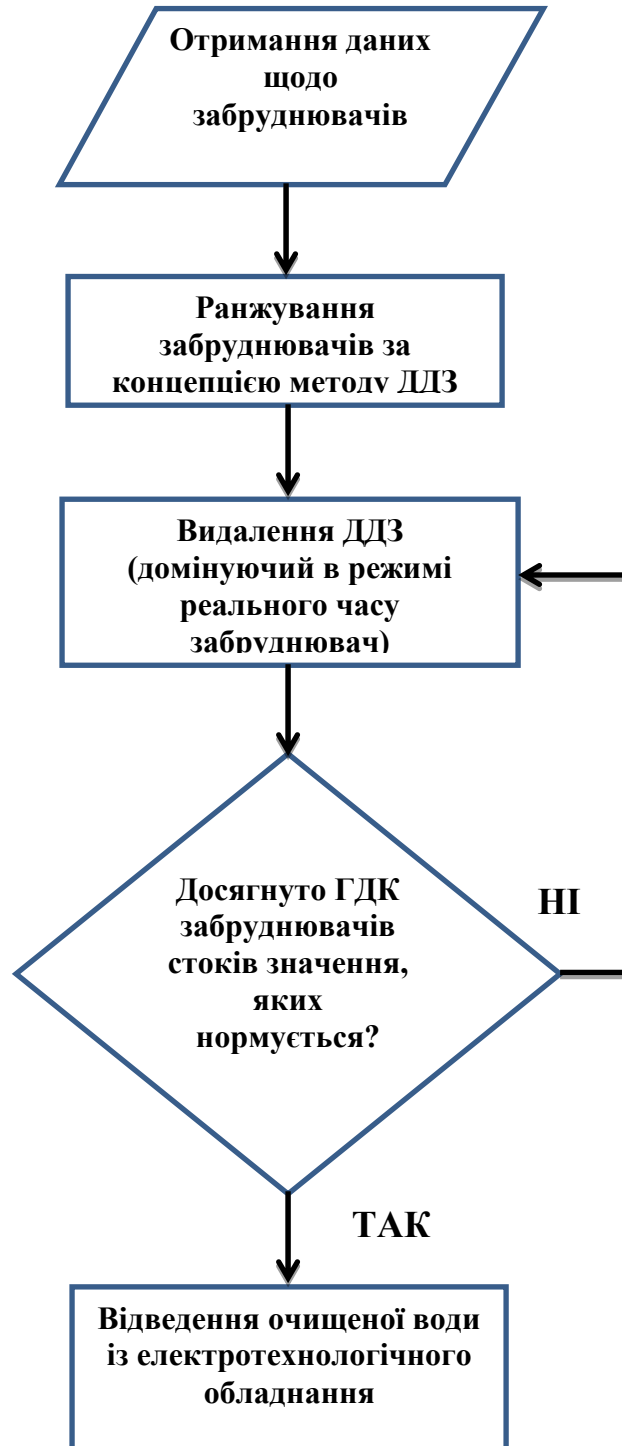 Отримання даних
щодо
забруднювачів
Ранжування
забруднювачів за
концепцією методу ДДЗ
Видалення ДДЗ
(домінуючий в режимі
реального часу
забруднювач)
Досягнуто ГДК
забруднювачів
стоків значення,
яких
нормується?
НІ
ТАК
Відведення очищеної води
із електротехнологічного
обладнання